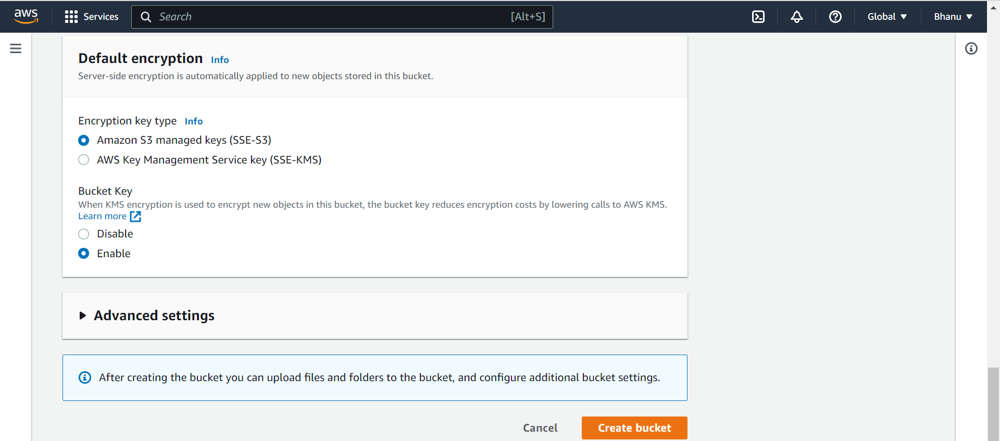 aws
Services
Search
[Alt+S]
Global
Bhanu
Default encryption Info
Server-side encryption is automatically applied to new objects stored in this bucket.
Encryption key type Info
Amazon S3 managed keys (SSE-S3)
AWS Key Management Service key (SSE-KMS)
Bucket Key
When KMS encryption is used to encrypt new objects in this bucket, the bucket key reduces encryption costs by lowering calls to AWS KMS.
Learn more
Disable
Enable
Advanced settings
After creating the bucket you can upload files and folders to the bucket, and configure additional bucket settings.
Cancel
Create bucket